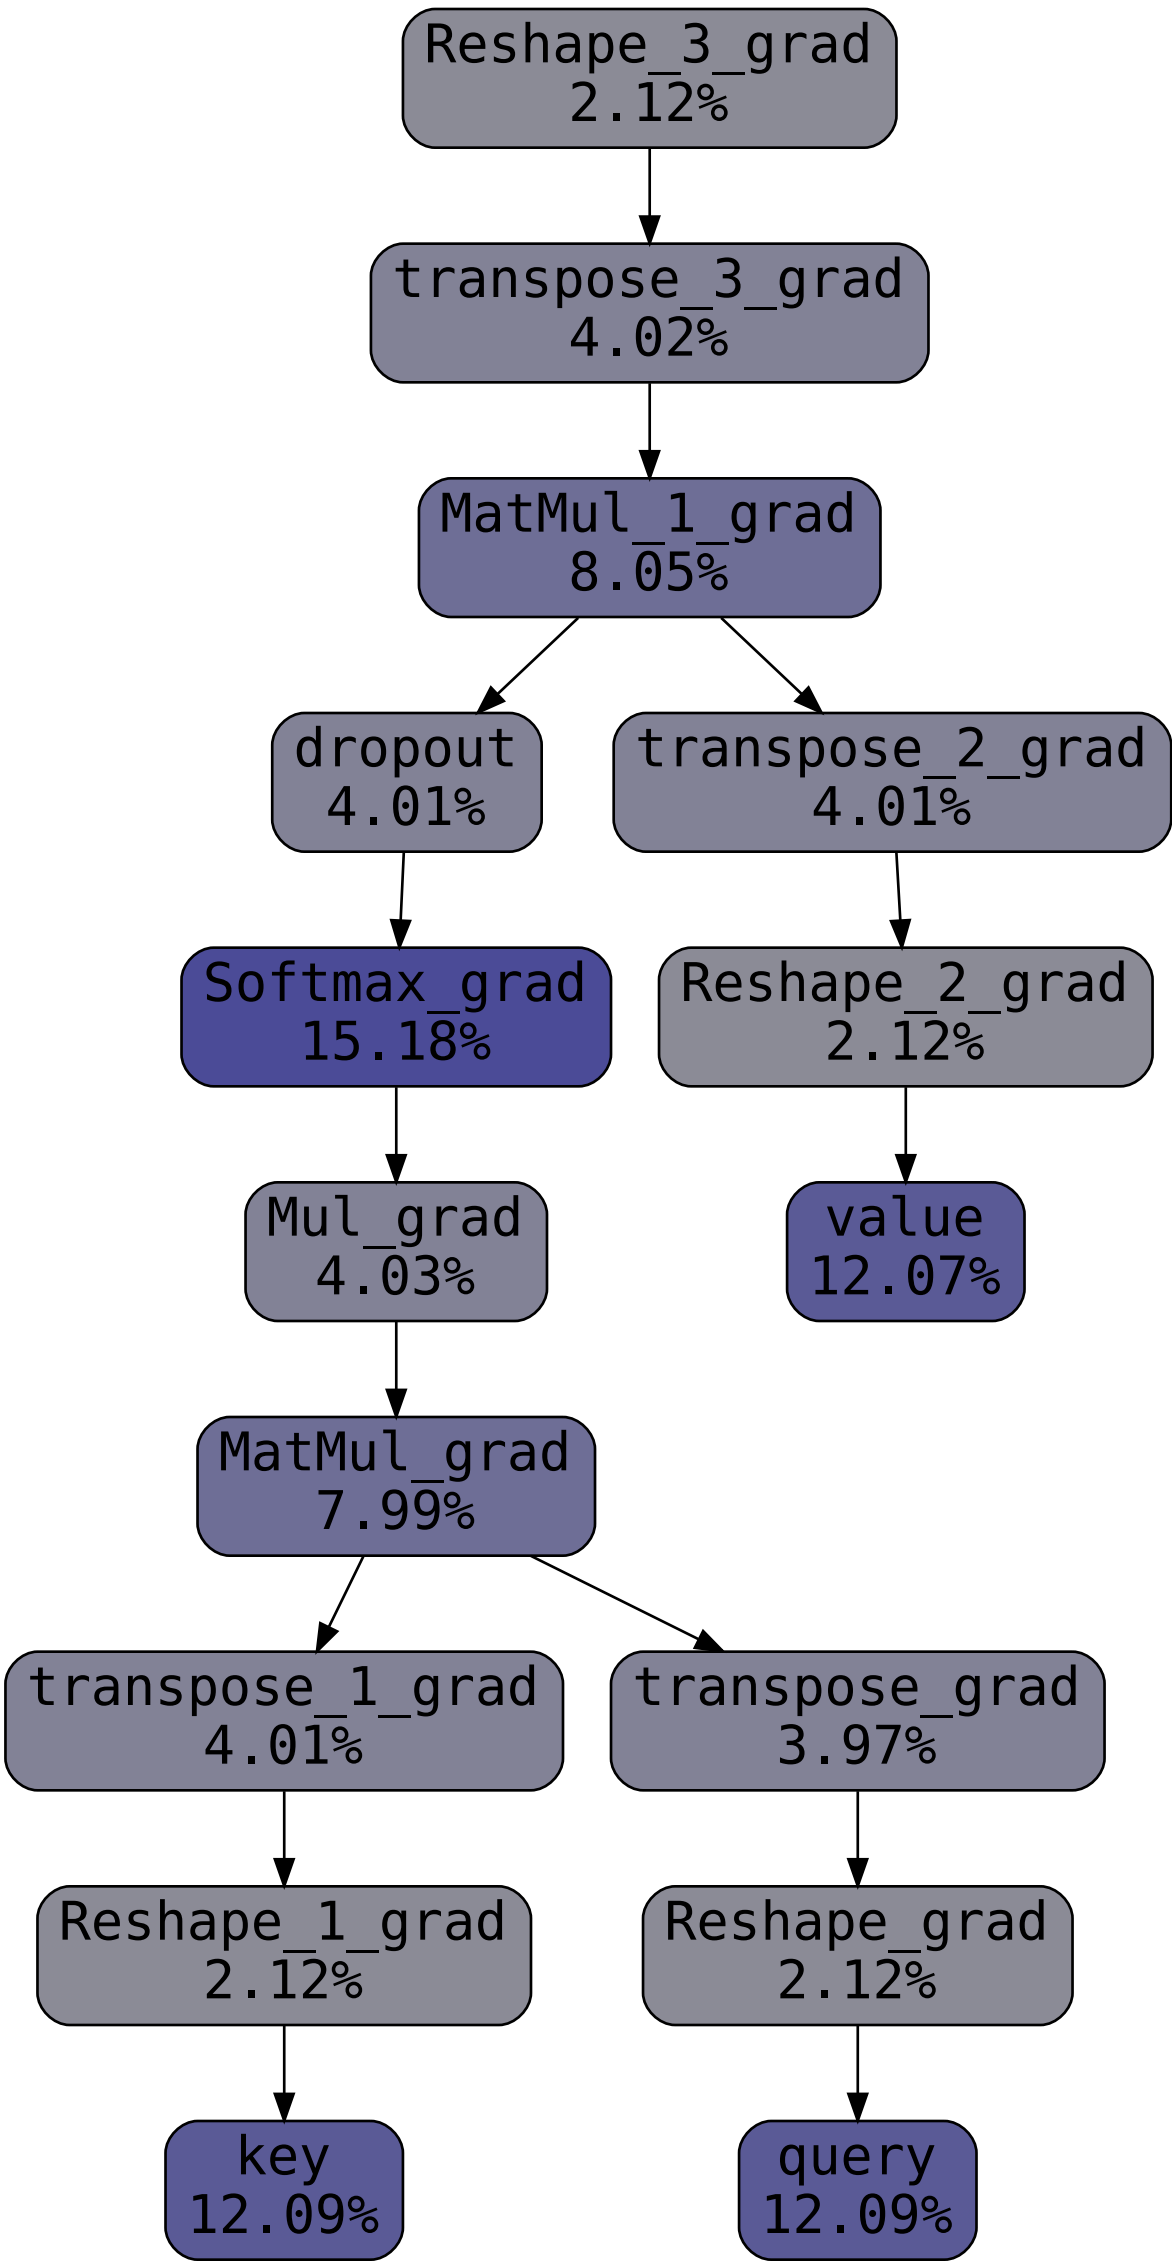 Reshape_3_grad
2.12%
transpose_3_grad
4.02%
MatMul_1_grad
8.05%
dropout
4.01%
transpose_2_grad
4.01%
Softmax_grad
15.18%
Reshape_2_grad
2.12%
Mul_grad
4.03%
value
12.07%
MatMul_grad
7.99%
transpose_1_grad
4.01%
transpose_grad
3.97%
Reshape_1_grad
2.12%
Reshape_grad
2.12%
key
12.09%
query
12.09%